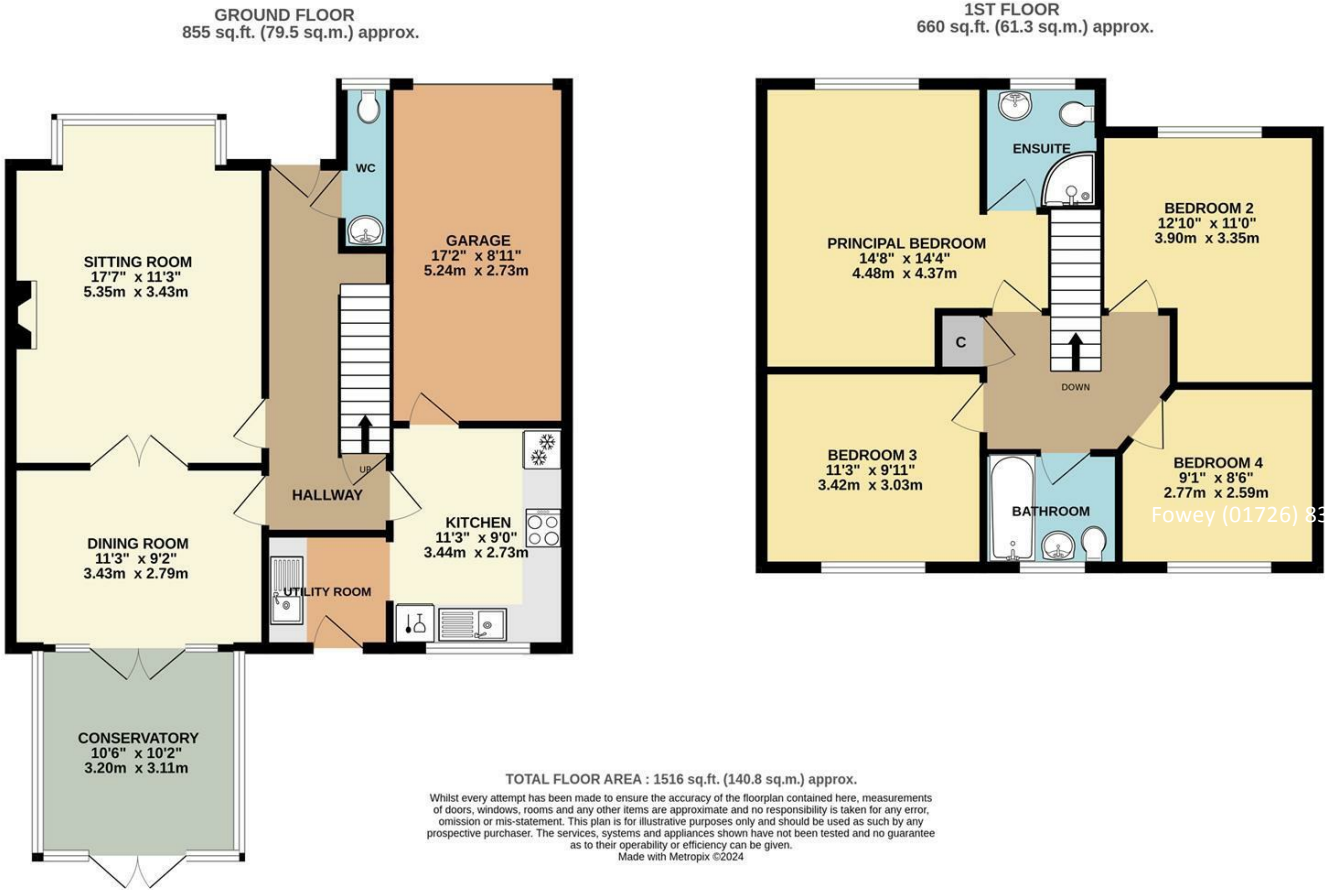 GROUND FLOOR
855 sq.ft. (79.5 sq.m.) approx.
WC
GARAGE
17'2" x 8'11"
5.24m x 2.73m
SITTING ROOM
17'7" x 11'3"
5.35m x 3.43m
UP
HALLWAY
KITCHEN
11'3" x 9'0"
3.44m x 2.73m
DINING ROOM
11'3" x 9'2"
3.43m x 2.79m
UTILITY ROOM
CONSERVATORY
10'6" x 10'2"
3.20m x 3.11m
1ST FLOOR
660 sq.ft. (61.3 sq.m.) approx.
ENSUITE
BEDROOM 2
12'10" x 11'0"
3.90m x 3.35m
PRINCIPAL BEDROOM
14'8" x 14'4"
4.48m x 4.37m
C
DOWN
BEDROOM 3
11'3" x 9'11"
3.42m x 3.03m
BEDROOM 4
9'1" x 8'6"
2.77m x 2.59m
BATHROOM
Fowey (01726) 83
TOTAL FLOOR AREA : 1516 sq.ft. (140.8 sq.m.) approx.
Whilst every attempt has been made to ensure the accuracy of the floorplan contained here, measurements
of doors, windows, rooms and any other items are approximate and no responsibility is taken for any error,
omission or mis-statement. This plan is for illustrative purposes only and should be used as such by any
prospective purchaser. The services, systems and appliances shown have not been tested and no guarantee
as to their operability or efficiency can be given.
Made with Metropix ©2024